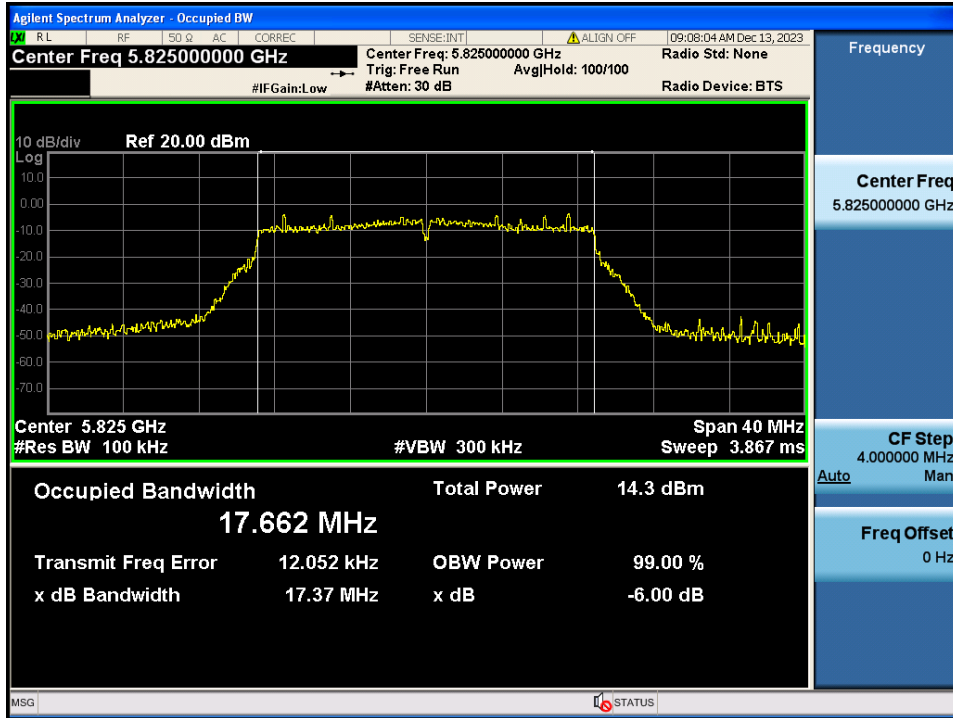 Agilent Spectrum Analyzer - Occupied BW
LXI RL RF 50 Ω AC CORREC SENSE:INT ALIGN OFF 09:08:04 AM Dec 13, 2023
Center Freq 5.825000000 GHz
Center Freq: 5.825000000 GHz
Radio Std: None
Trig: Free Run Avg|Hold: 100/100
#IFGain:Low
#Atten: 30 dB
Radio Device: BTS
10 dB/div Ref 20.00 dBm
Log
10.0
0.00
-10.0
-20.0
-30.0
-40.0
-50.0
-60.0
-70.0
Center 5.825 GHz Span 40 MHz
#Res BW 100 kHz #VBW 300 kHz Sweep 3.867 ms
Occupied Bandwidth Total Power 14.3 dBm
17.662 MHz
Transmit Freq Error 12.052 kHz OBW Power 99.00 %
x dB Bandwidth 17.37 MHz x dB -6.00 dB
MSG STATUS
Frequency
Center Freq
5.825000000 GHz
CF Step
4.000000 MHz
Auto Man
Freq Offset
0 Hz